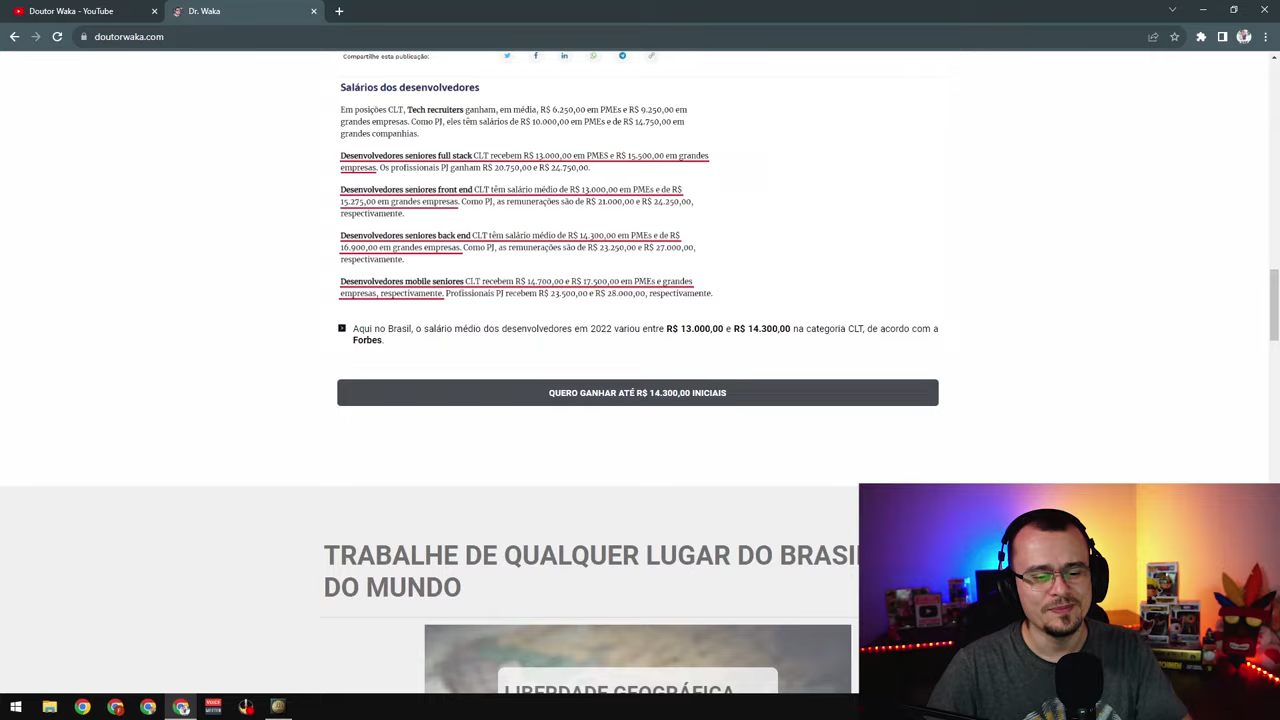 Doutor Waka - YouTube
Dr. Waka
doutorwaka.com
Compartilhe esta publicação:
Salários dos desenvolvedores
Em posições CLT, Tech recruiters ganham, em média, R$ 6.250,00 em PMEs e R$ 9.250,00 em
grandes empresas. Como PJ, eles têm salários de R$ 10.000,00 em PMEs e de R$ 14.750,00 em
grandes companhias.
Desenvolvedores seniores full stack CLT recebem R$ 13.000,00 em PMES e R$ 15.500,00 em grandes
empresas. Os profissionais PJ ganham R$ 20.750,00 e R$ 24.750,00.
Desenvolvedores seniores front end CLT têm salário médio de R$ 13.000,00 em PMEs e de R$
15.275,00 em grandes empresas. Como PJ, as remunerações são de R$ 21.000,00 e R$ 24.250,00,
respectivamente.
Desenvolvedores seniores back end CLT têm salário médio de R$ 14.300,00 em PMEs e de R$
16.900,00 em grandes empresas. Como PJ, as remunerações são de R$ 23.250,00 e R$ 27.000,00,
respectivamente.
Desenvolvedores mobile seniores CLT recebem R$ 14.700,00 e R$ 17.500,00 em PMEs e grandes
empresas, respectivamente. Profissionais PJ recebem R$ 23.500,00 e R$ 28.000,00, respectivamente.
Aqui no Brasil, o salário médio dos desenvolvedores em 2022 variou entre R$ 13.000,00 e R$ 14.300,00 na categoria CLT, de acordo com a
Forbes.
QUERO GANHAR ATÉ R$ 14.300,00 INICIAIS
TRABALHE DE QUALQUER LUGAR DO BRASIL
DO MUNDO
LIBERDADE GEOGRÁFICA